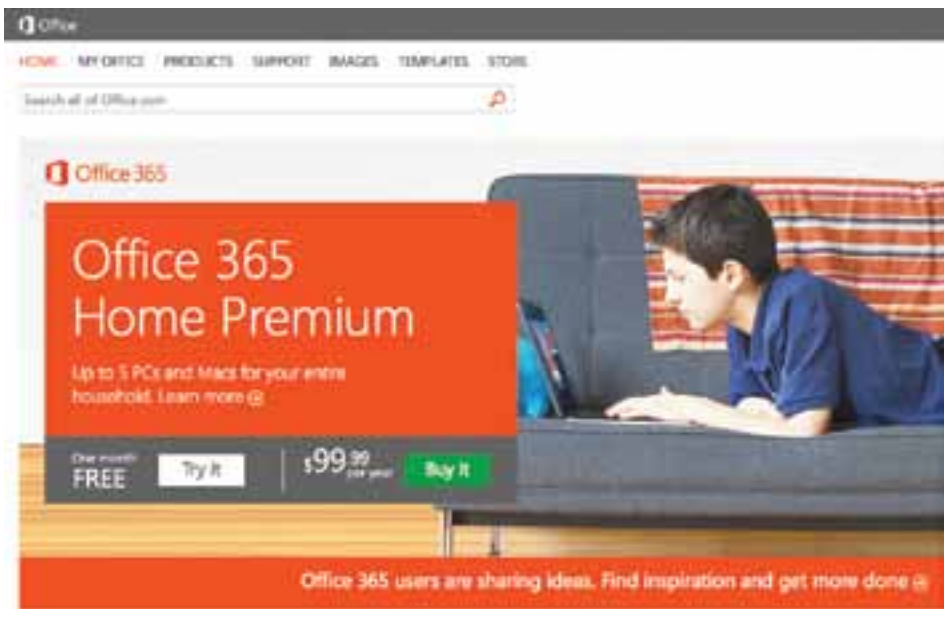 Office
HOME MY OFFICE PRODUCTS SUPPORT IMAGES TEMPLATES STORE
Search all of Office.com
Office 365
Office 365
Home Premium
Up to 5 PCs and Macs for your entire
household. Learn more
One month
FREE
Try it
$99.99
per year
Buy it
Office 365 users are sharing ideas. Find inspiration and get more done